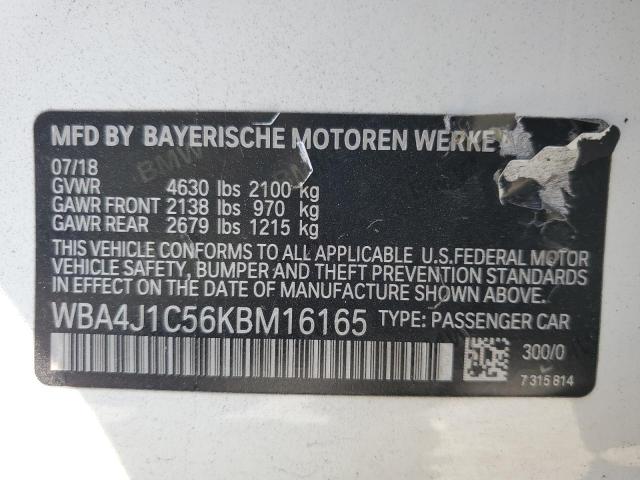 MFD BY BAYERISCHE MOTOREN WERKE
07/18
GVWR 4630 lbs 2100 kg
GAWR FRONT 2138 lbs 970 kg
GAWR REAR 2679 lbs 1215 kg
THIS VEHICLE CONFORMS TO ALL APPLICABLE U.S.FEDERAL MOTOR
VEHICLE SAFETY, BUMPER AND THEFT PREVENTION STANDARDS
IN EFFECT ON THE DATE OF MANUFACTURE SHOWN ABOVE.
WBA4J1C56KBM16165 TYPE: PASSENGER CAR
300/0
7 315 814